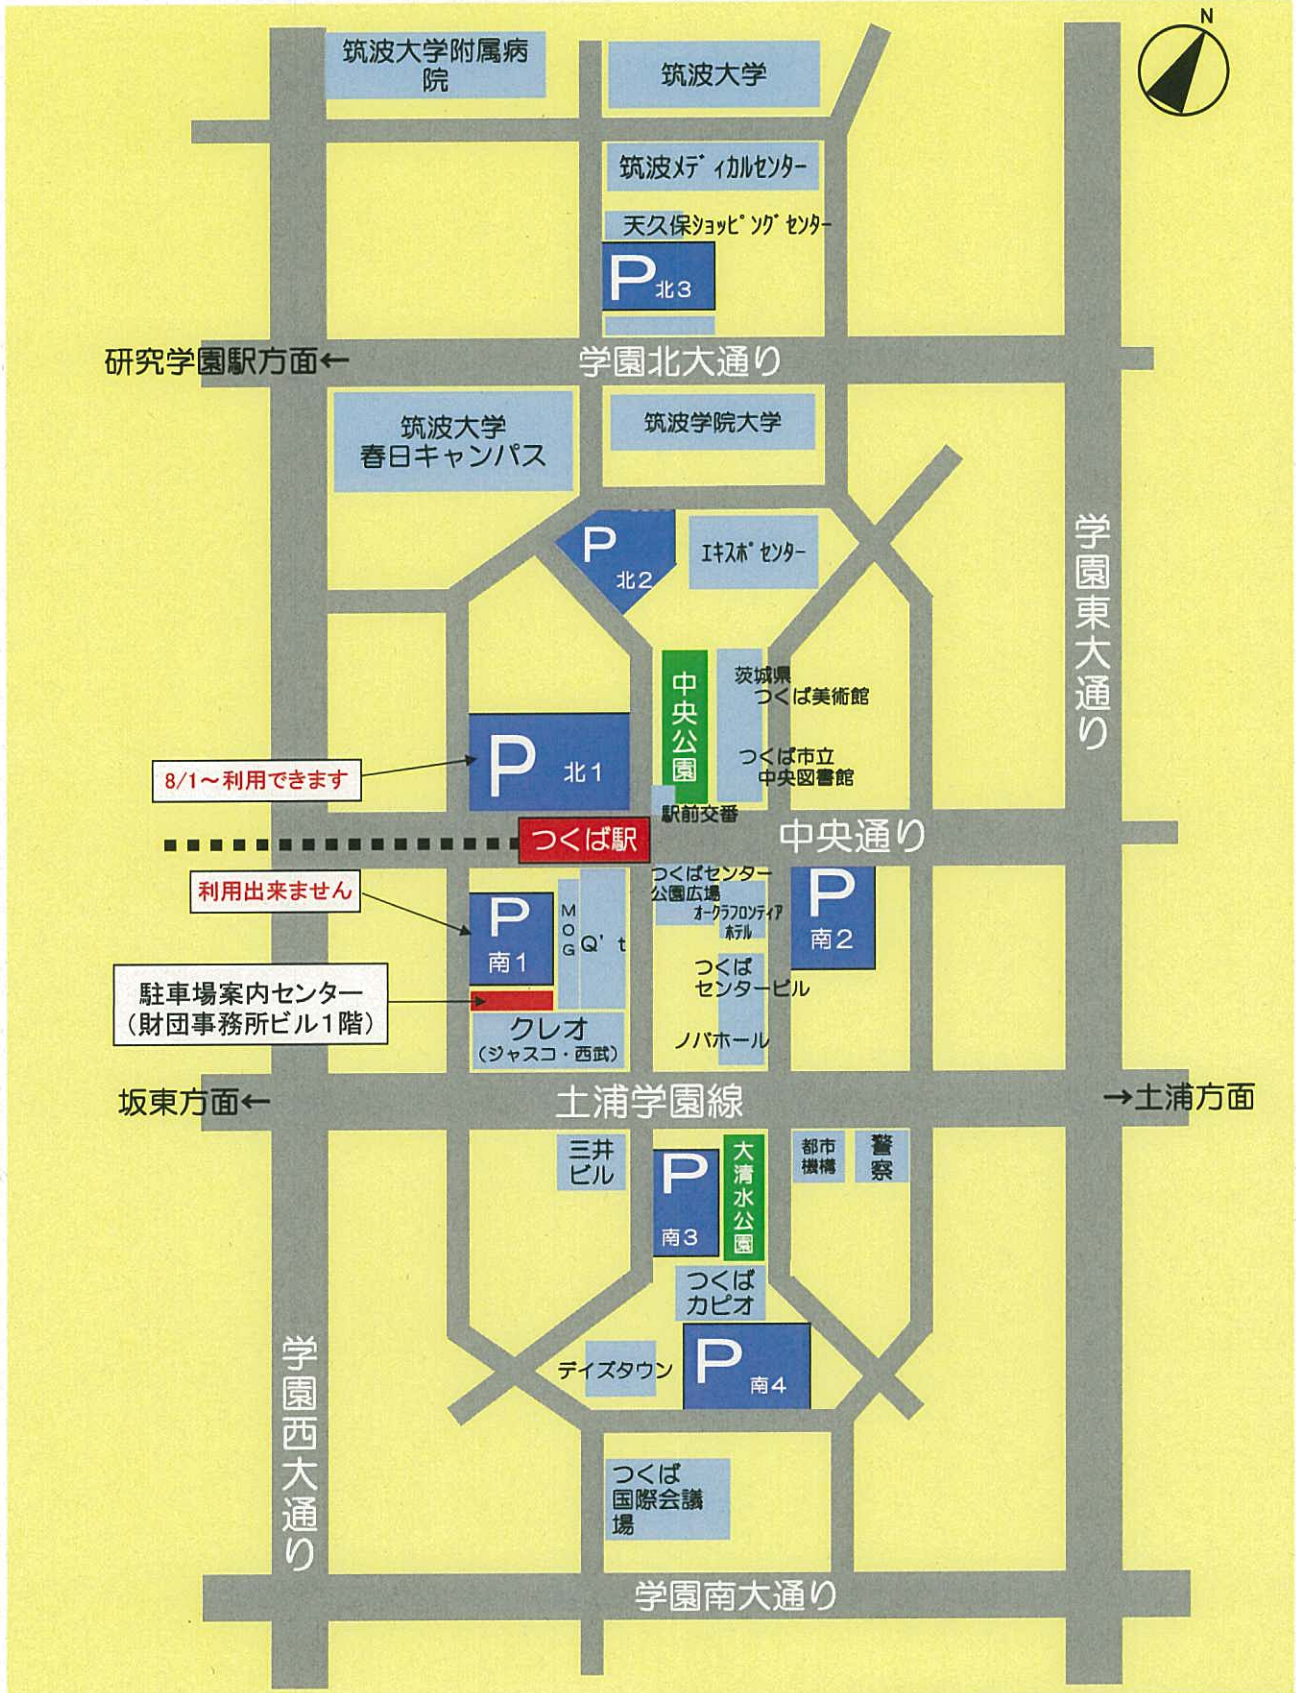 N
筑波大学附属病
院
筑波大学
筑波メディカルセンター
天久保ショッピングセンター
P北3
研究学園駅方面←
学園北大通り
筑波大学
春日キャンパス
筑波学院大学
P
北2
エキスポセンター
学園東大通り
中央公園
茨城県
つくば美術館
つくば市立
中央図書館
8/1～利用できます
P 北1
駅前交番
つくば駅
中央通り
利用出来ません
P
南1
MOG
Q't
つくばセンター
公園広場
オークラフロンティア
ホテル
P
南2
つくば
センタービル
駐車場案内センター
（財団事務所ビル1階）
クレオ
（ジャスコ・西武）
ノバホール
坂東方面←
土浦学園線
→土浦方面
三井
ビル
P
南3
大清水公園
都市
機構
警
察
つくば
カピオ
デイズタウン
P
南4
学園西大通り
つくば
国際会議
場
学園南大通り